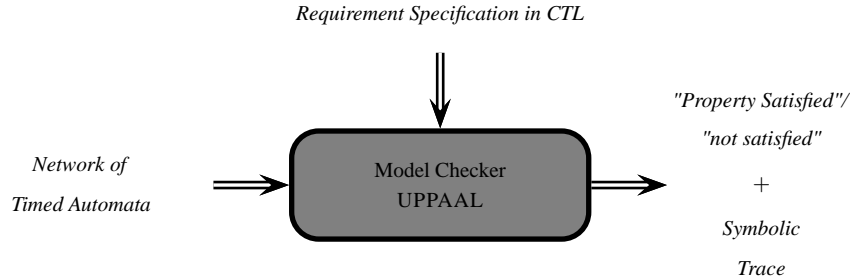 Requirement Specification in CTL
Network of
Timed Automata
Model Checker
UPPAAL
"Property Satisfied"/
"not satisfied"
+
Symbolic
Trace